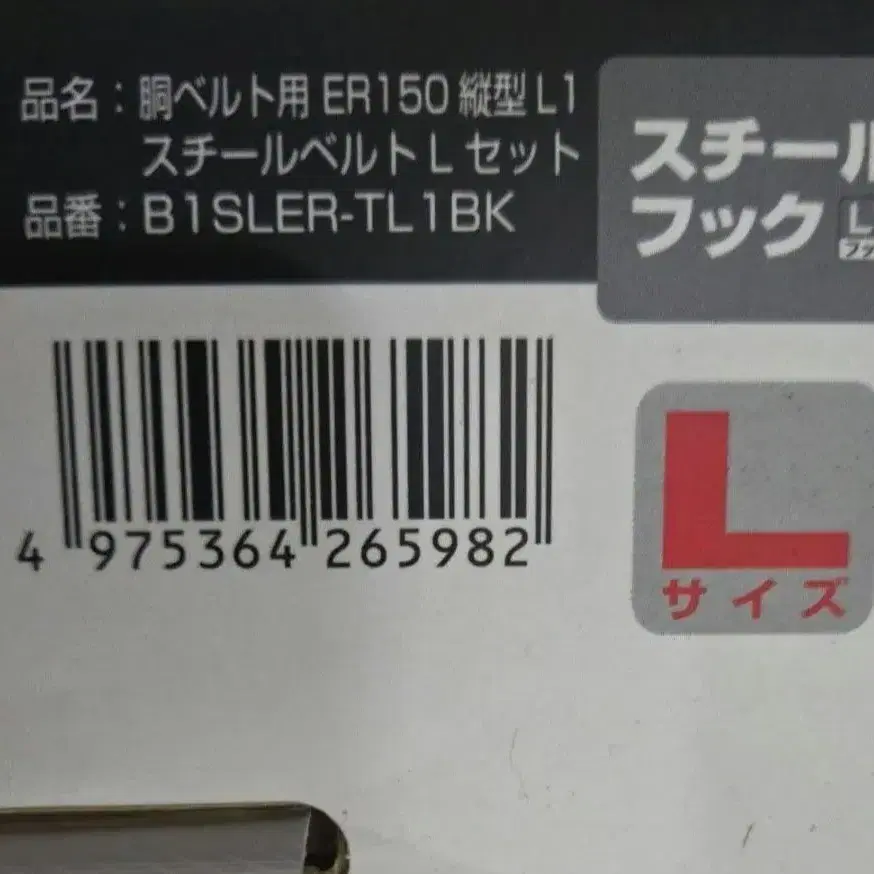 品名：胴ベルト用 ER150 縦型 L1
スチールベルト L セット
品番：B1SLER-TL1BK
スチール
フック L
4 975364 265982
L
サイズ